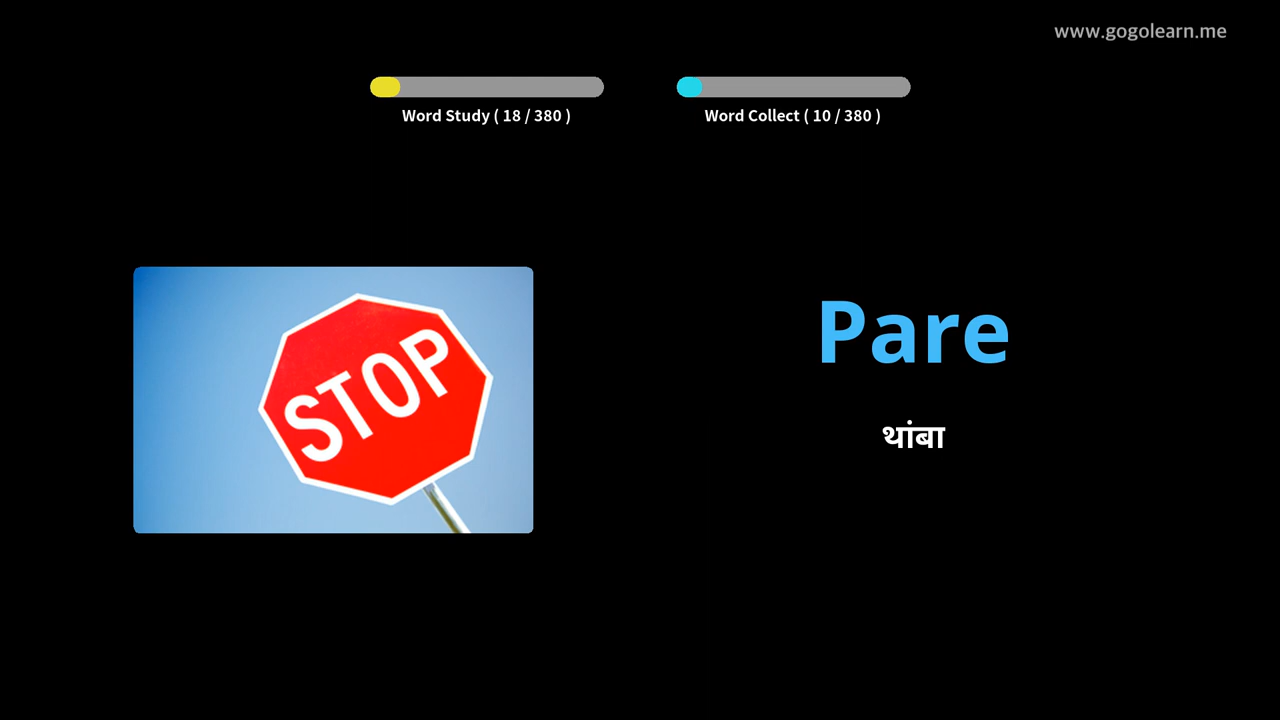 www.gogolearn.me
Word Study ( 18 / 380 )
Word Collect ( 10 / 380 )
STOP
Pare
थांबा